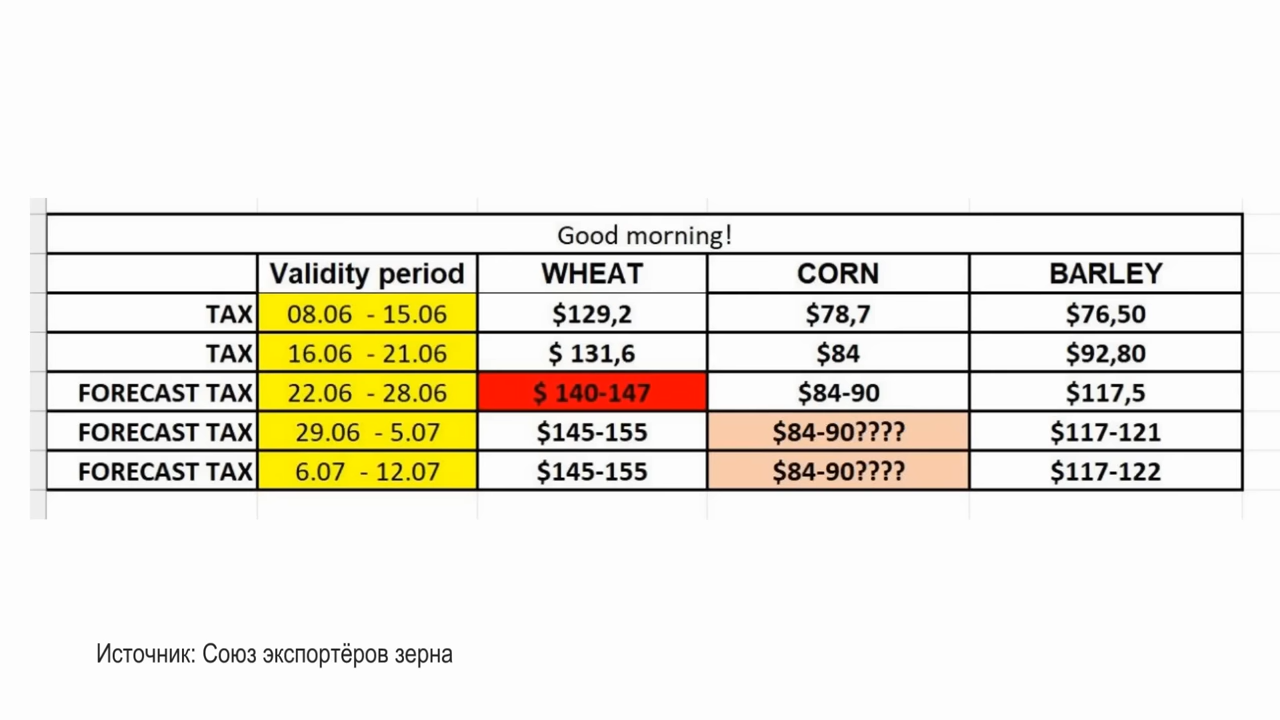 Good morning!
Validity period WHEAT CORN BARLEY
TAX 08.06 - 15.06 $129,2 $78,7 $76,50
TAX 16.06 - 21.06 $ 131,6 $84 $92,80
FORECAST TAX 22.06 - 28.06 $ 140-147 $84-90 $117,5
FORECAST TAX 29.06 - 5.07 $145-155 $84-90???? $117-121
FORECAST TAX 6.07 - 12.07 $145-155 $84-90???? $117-122
Источник: Союз экспортёров зерна